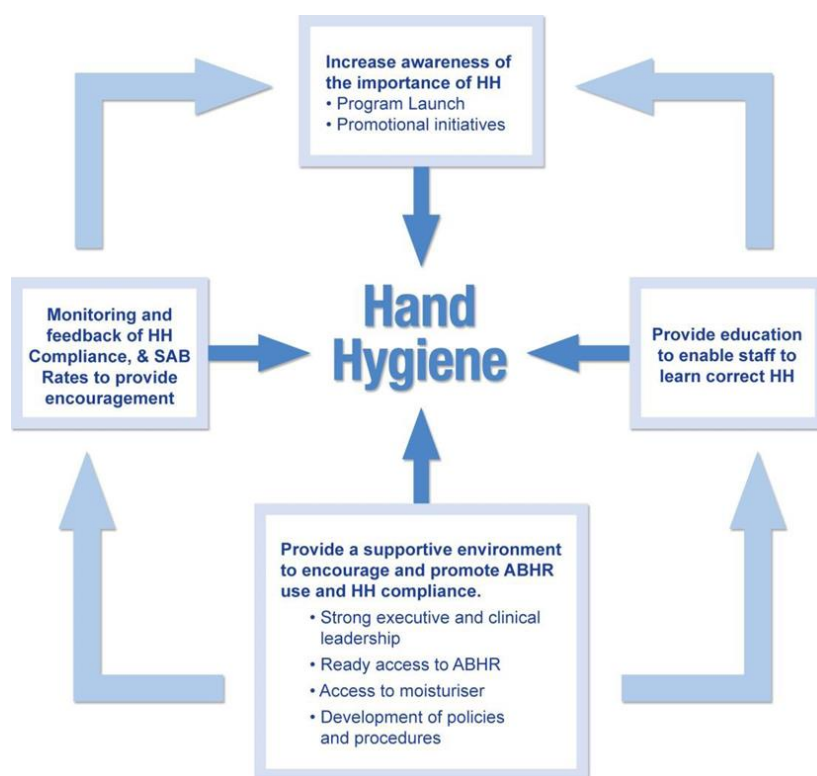 Increase awareness of
the importance of HH
• Program Launch
• Promotional initiatives
Monitoring and
feedback of HH
Compliance, & SAB
Rates to provide
encouragement
Hand
Hygiene
Provide education
to enable staff to
learn correct HH
Provide a supportive environment
to encourage and promote ABHR
use and HH compliance.
• Strong executive and clinical
leadership
• Ready access to ABHR
• Access to moisturiser
• Development of policies
and procedures